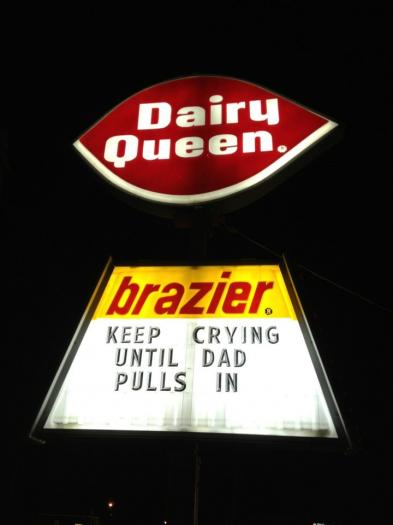 Dairy
Queen®
brazier®
KEEP CRYING
UNTIL DAD
PULLS IN